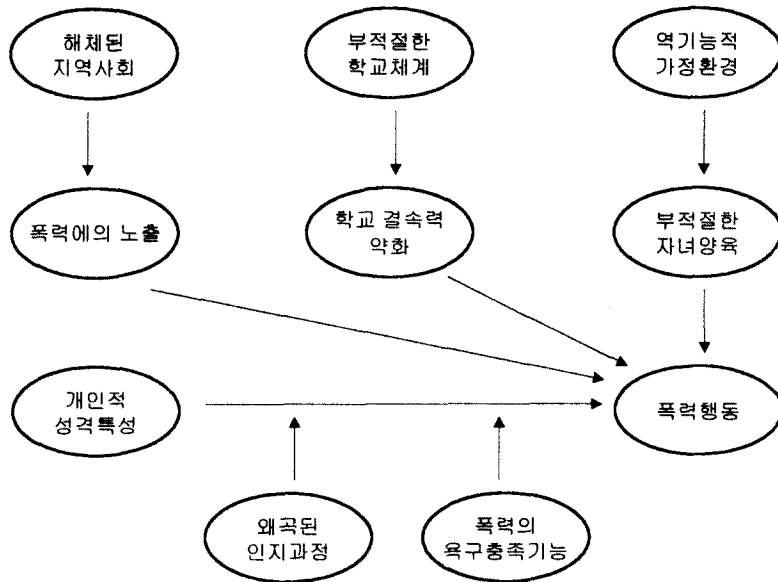 해체된
지역사회
부적절한
학교체계
역기능적
가정환경
폭력에의 노출
학교 결속력
약화
부적절한
자녀양육
개인적
성격특성
폭력행동
왜곡된
인지과정
폭력의
욕구충족기능